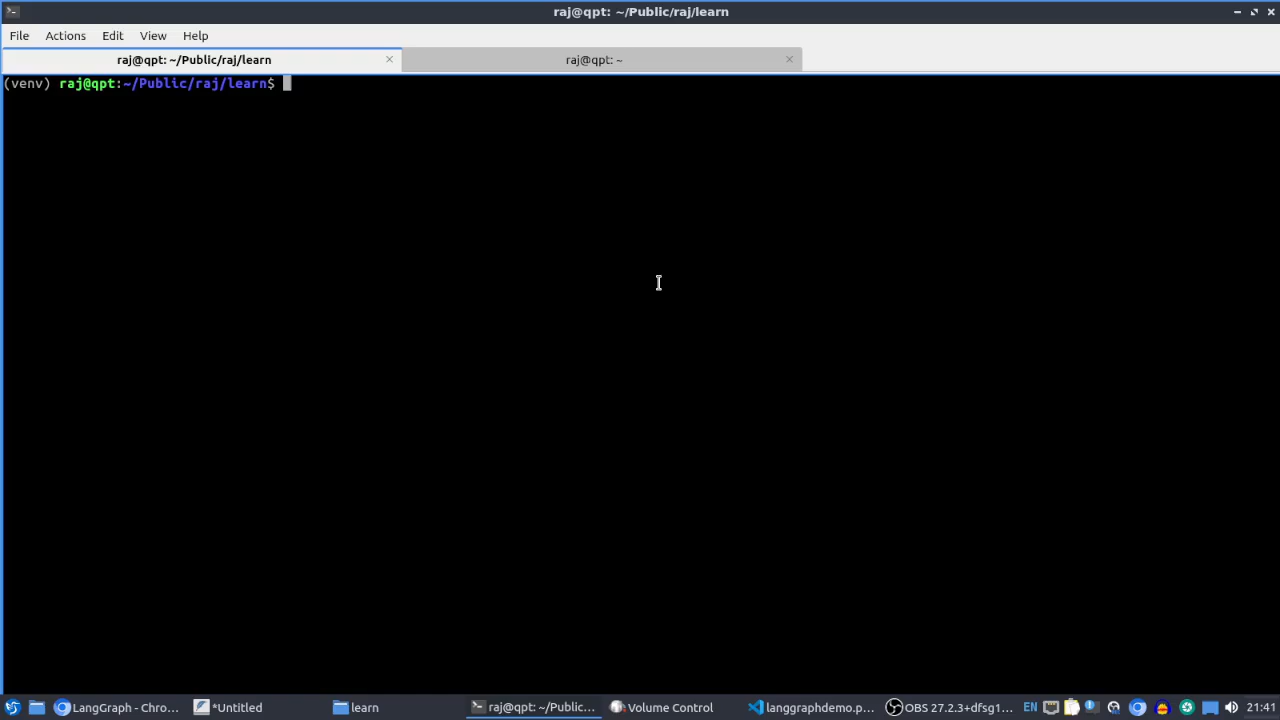 raj@qpt: ~/Public/raj/learn
File Actions Edit View Help
raj@qpt: ~/Public/raj/learn raj@qpt: ~
(venv) raj@qpt:~/Public/raj/learn$
LangGraph - Chro... *Untitled learn raj@qpt: ~/Public... Volume Control langgraphdemo.p... OBS 27.2.3+dfsg1... EN 21:41